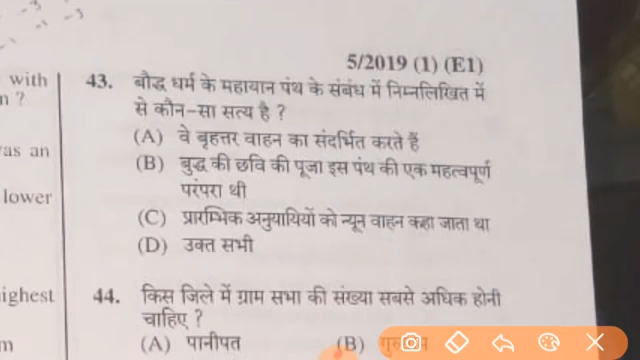 5/2019 (1) (E1)
with
n ?
as an
lower
ighest
m
43. बौद्ध धर्म के महायान पंथ के संबंध में निम्नलिखित में
से कौन-सा सत्य है ?
(A) वे बृहत्तर वाहन का संदर्भित करते हैं
(B) बुद्ध की छवि की पूजा इस पंथ की एक महत्वपूर्ण
परंपरा थी
(C) प्रारम्भिक अनुयायियों को न्यून वाहन कहा जाता था
(D) उक्त सभी
44. किस जिले में ग्राम सभा की संख्या सबसे अधिक होनी
चाहिए ?
(A) पानीपत (B)